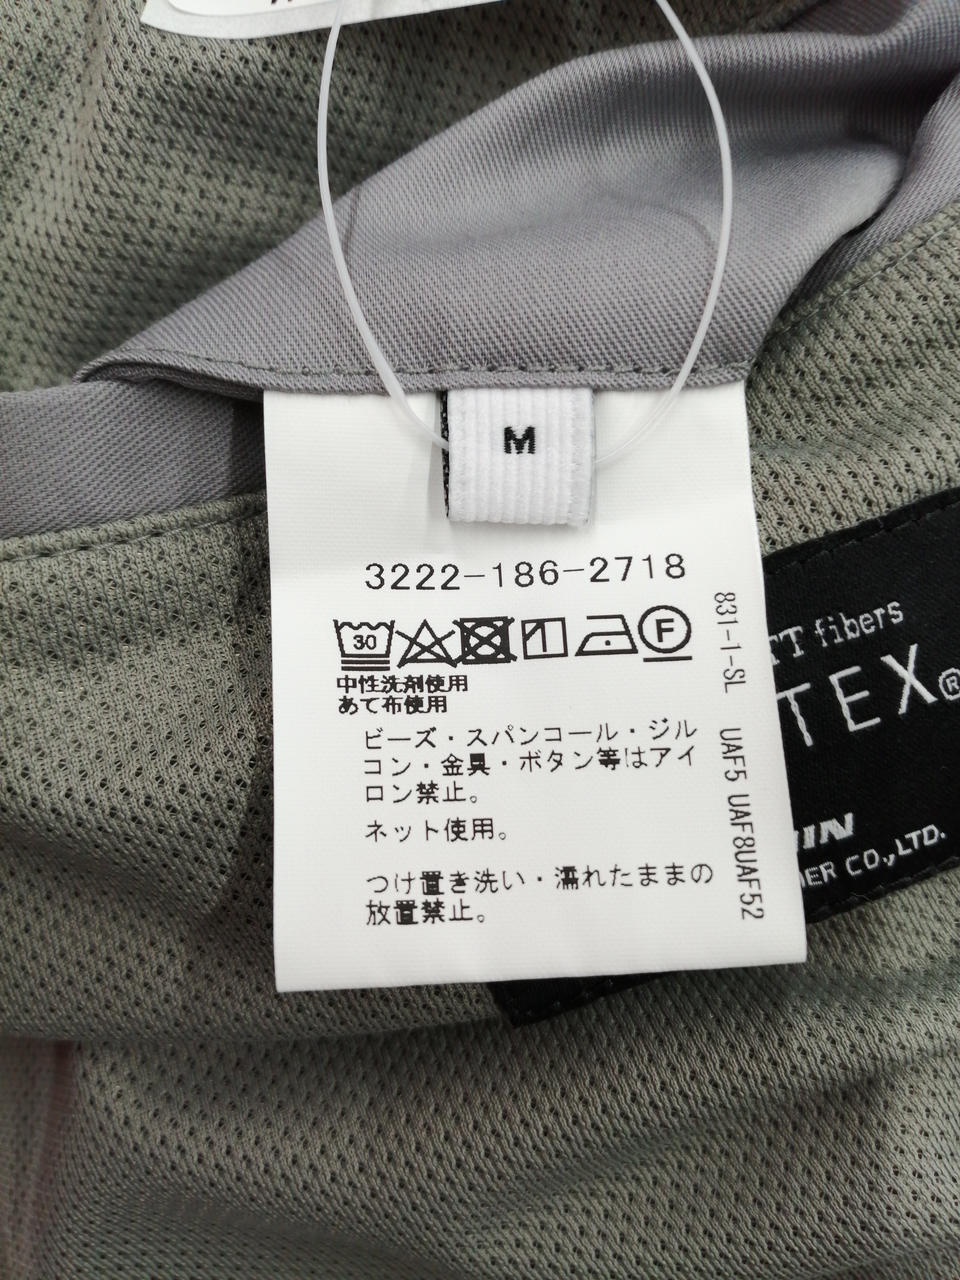 M
3222-186-2718
30
F
中性洗剤使用
あて布使用
ビーズ・スパンコール・ジル
コン・金具・ボタン等はアイ
ロン禁止。
ネット使用。
つけ置き洗い・濡れたままの
放置禁止。
831-1-SL UAF5 UAF8UAF52
fibers
TEX®
CO.,LTD.